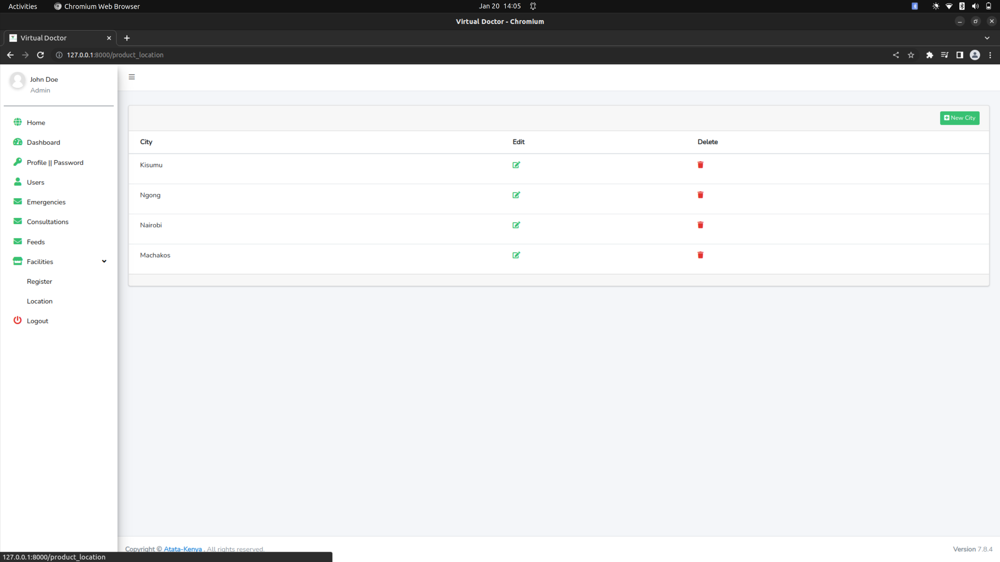 Activities Chromium Web Browser Jan 20 14:05
Virtual Doctor - Chromium
Virtual Doctor
127.0.0.1:8000/product_location
John Doe
Admin
Home
Dashboard
Profile || Password
Users
Emergencies
Consultations
Feeds
Facilities
Register
Location
Logout
New City
City Edit Delete
Kisumu
Ngong
Nairobi
Machakos
Copyright © Atata-Kenya . All rights reserved.
Version 7.8.4
127.0.0.1:8000/product_location